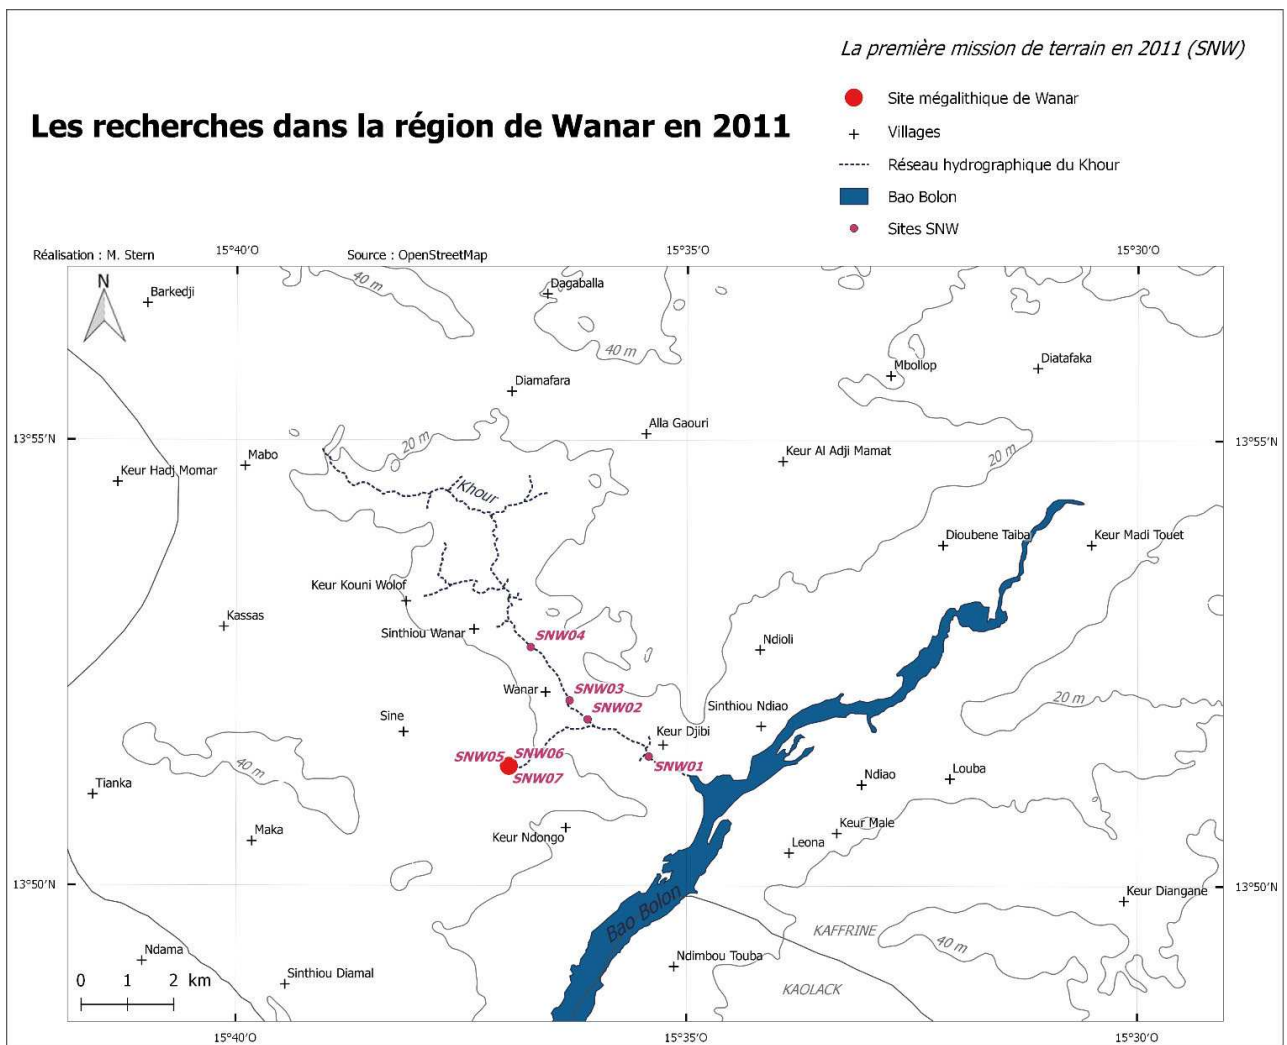 La première mission de terrain en 2011 (SNW)
Site mégalithique de Wanar
Les recherches dans la région de Wanar en 2011
Villages
Réseau hydrographique du Khour
Bao Bolon
Sites SNW
15°40'O
15°35'O
15°30'O
Réalisation : M. Stern
Source : OpenStreetMap
N
Barkedji
40 m
Dagaballa
40 m
Mbollop
Diatafaka
Diamafara
Alla Gaouri
13°55'N
20 m
13°55'N
Mabo
Keur Al Adji Mamat
20 m
Keur Hadj Momar
Khour
Dioubene Taiba
Keur Madi Touet
Keur Kouni Wolof
Kassas
Sinthiou Wanar
SNW04
Ndioli
Wanar
SNW03
20 m
Sine
SNW02
Sinthiou Ndiao
Keur Djibi
SNW05
SNW06
SNW01
40 m
SNW07
Ndiao
Louba
Tianka
Maka
Keur Ndongo
Keur Male
Leona
13°50'N
13°50'N
Keur Diangane
Bao Bolon
KAFFRINE
40 m
Ndama
Ndimbou Touba
Sinthiou Diamal
KAOLACK
0 1 2 km
15°40'O
15°35'O
15°30'O